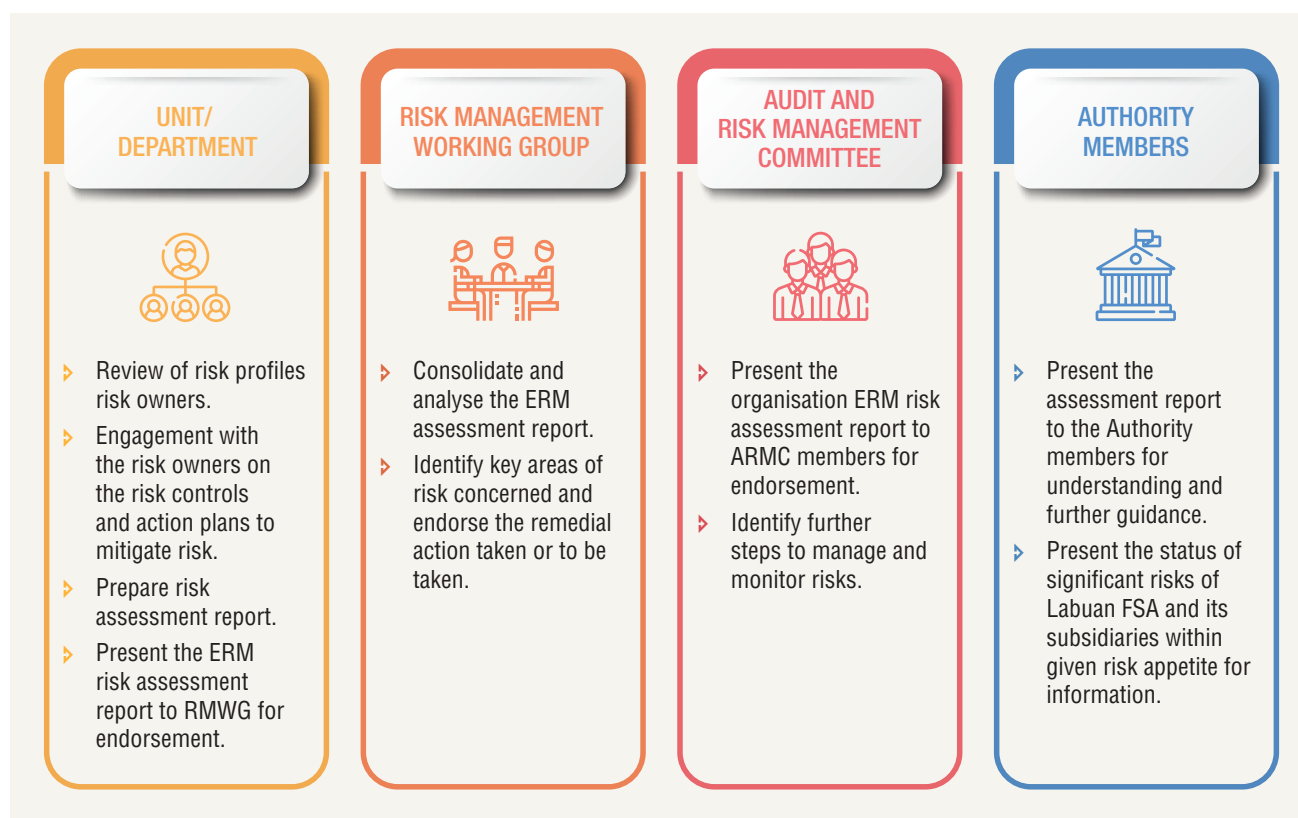 UNIT/
DEPARTMENT
Review of risk profiles
risk owners.
Engagement with
the risk owners on
the risk controls
and action plans to
mitigate risk.
Prepare risk
assessment report.
Present the ERM
risk assessment
report to RMWG for
endorsement.
RISK MANAGEMENT
WORKING GROUP
Consolidate and
analyse the ERM
assessment report.
Identify key areas of
risk concerned and
endorse the remedial
action taken or to be
taken.
AUDIT AND
RISK MANAGEMENT
COMMITTEE
Present the
organisation ERM risk
assessment report to
ARMC members for
endorsement.
Identify further
steps to manage and
monitor risks.
AUTHORITY
MEMBERS
Present the
assessment report
to the Authority
members for
understanding and
further guidance.
Present the status of
significant risks of
Labuan FSA and its
subsidiaries within
given risk appetite for
information.